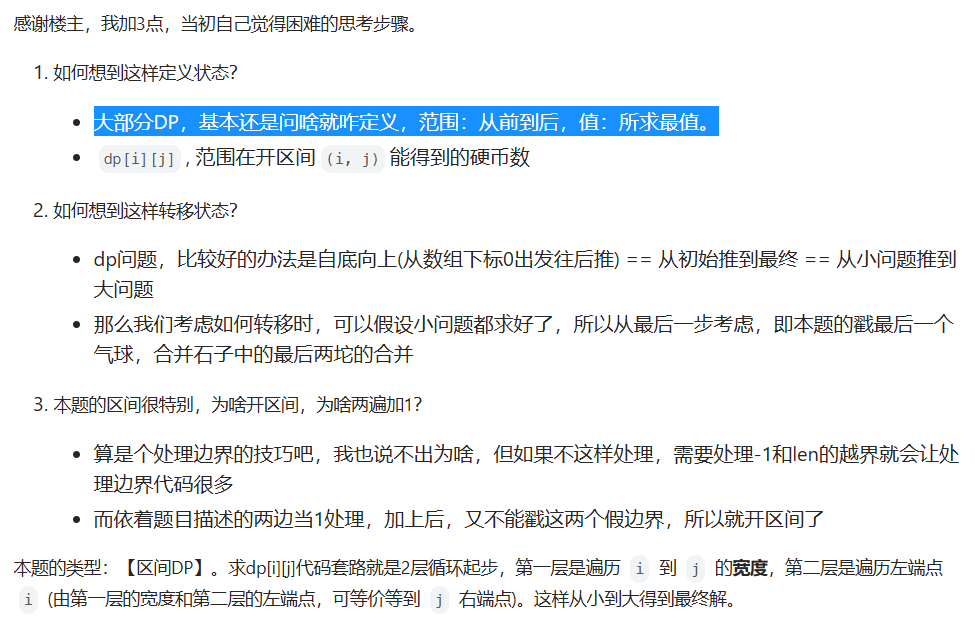 感谢楼主，我加3点，当初自己觉得困难的思考步骤。
1. 如何想到这样定义状态？
• 大部分DP，基本还是问啥就咋定义，范围：从前到后，值：所求最值。
• dp[i][j] , 范围在开区间 (i, j) 能得到的硬币数
2. 如何想到这样转移状态？
• dp问题，比较好的办法是自底向上(从数组下标0出发往后推) == 从初始推到最终 == 从小问题推到
大问题
• 那么我们考虑如何转移时，可以假设小问题都求好了，所以从最后一步考虑，即本题的戳最后一个
气球，合并石子中的最后两坨的合并
3. 本题的区间很特别，为啥开区间，为啥两遍加1？
• 算是个处理边界的技巧吧，我也说不出为啥，但如果不这样处理，需要处理-1和len的越界就会让处
理边界代码很多
• 而依着题目描述的两边当1处理，加上后，又不能戳这两个假边界，所以就开区间了
本题的类型：【区间DP】。求dp[i][j]代码套路就是2层循环起步，第一层是遍历 i 到 j 的宽度，第二层是遍历左端点
i (由第一层的宽度和第二层的左端点，可等价等到 j 右端点)。这样从小到大得到最终解。